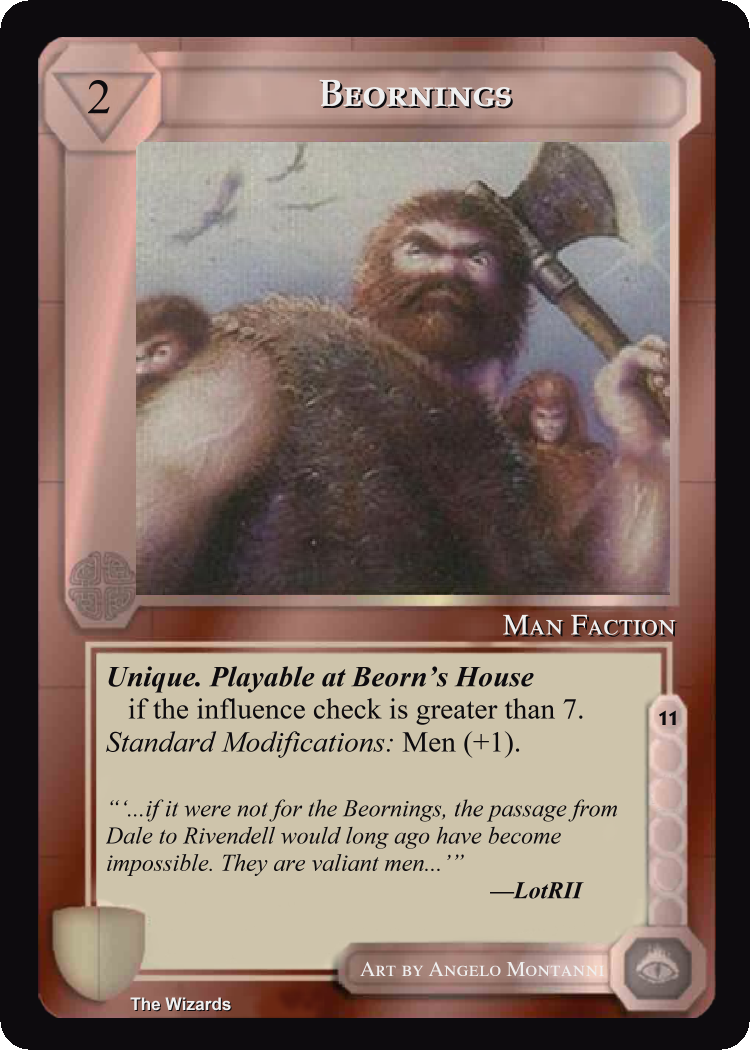 2
BEORNINGS
MAN FACTION
Unique. Playable at Beorn's House
if the influence check is greater than 7.
Standard Modifications: Men (+1).
11
"'...if it were not for the Beornings, the passage from
Dale to Rivendell would long ago have become
impossible. They are valiant men...'"
—LotRII
ART BY ANGELO MONTANNI
The Wizards